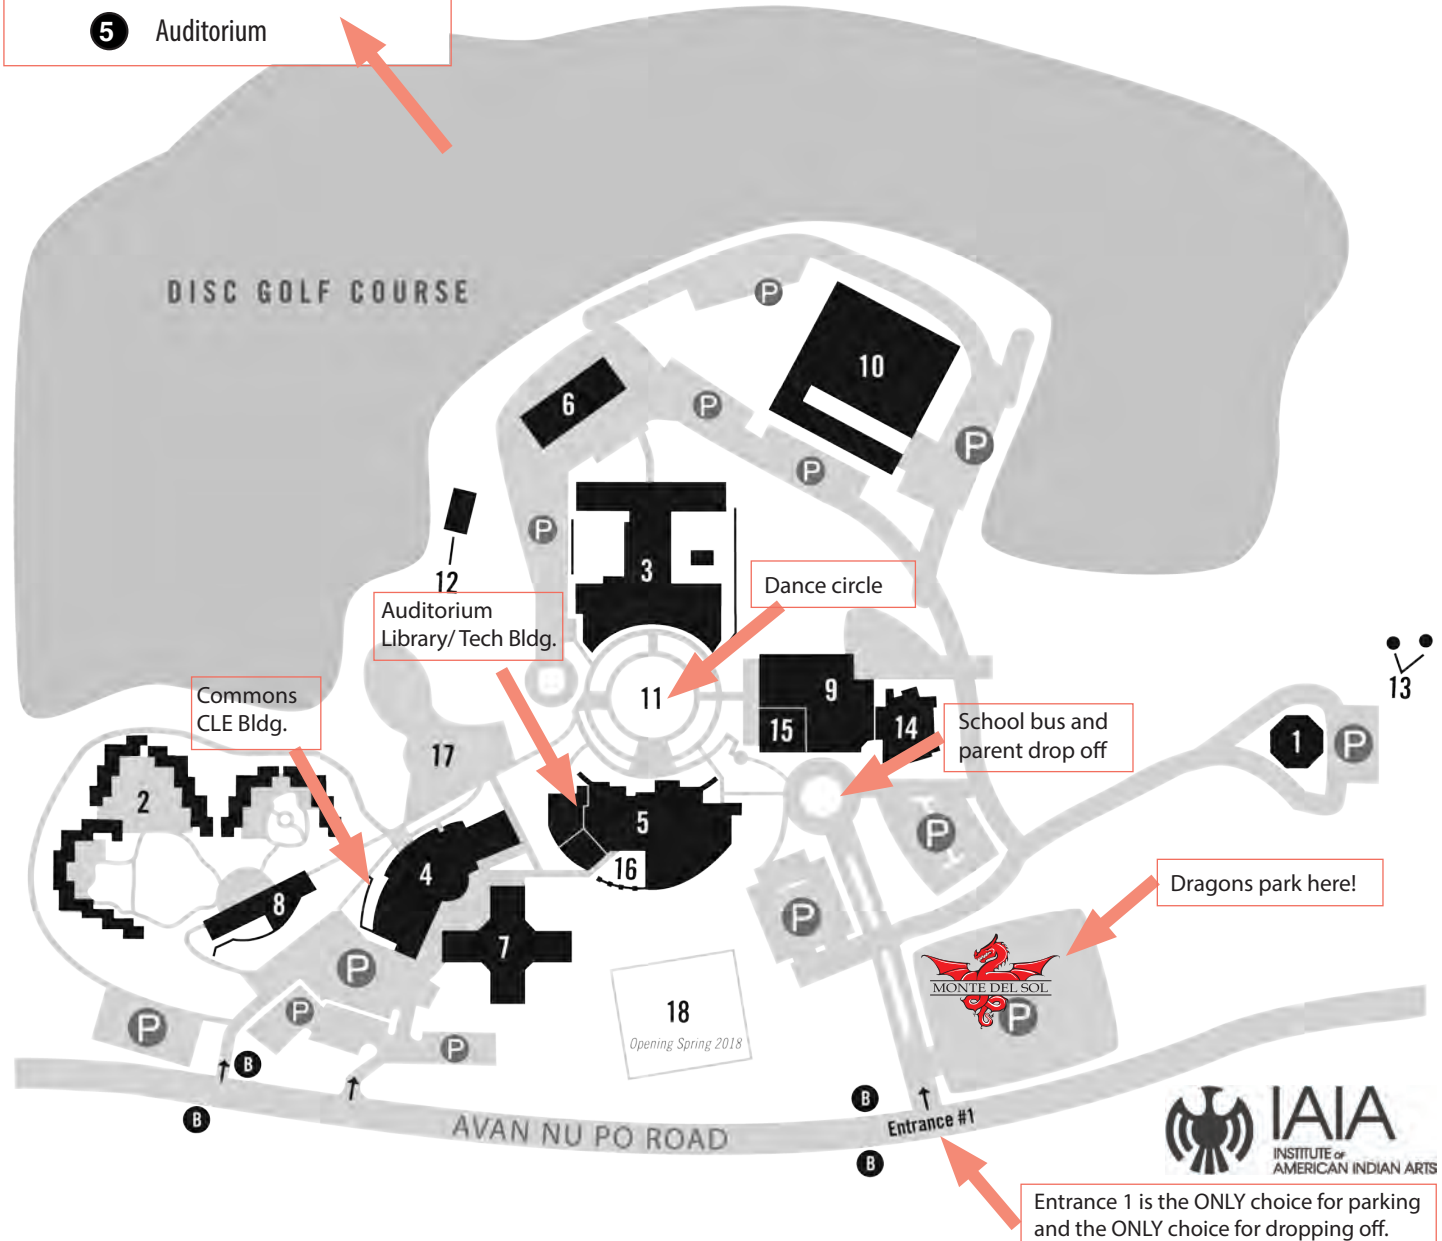 5 Auditorium
DISC GOLF COURSE
P
10
6
P
P
P
P
3
12
Dance circle
Auditorium
Library/ Tech Bldg.
13
Commons
CLE Bldg.
11
9
15
14
School bus and
parent drop off
1
P
17
2
5
P
16
4
8
Dragons park here!
P
7
P
MONTE DEL SOL
P
18
Opening Spring 2018
P
P
P
B
B
B
Entrance #1
AVAN NU PO ROAD
B
IAIA
INSTITUTE of
AMERICAN INDIAN ARTS
Entrance 1 is the ONLY choice for parking
and the ONLY choice for dropping off.